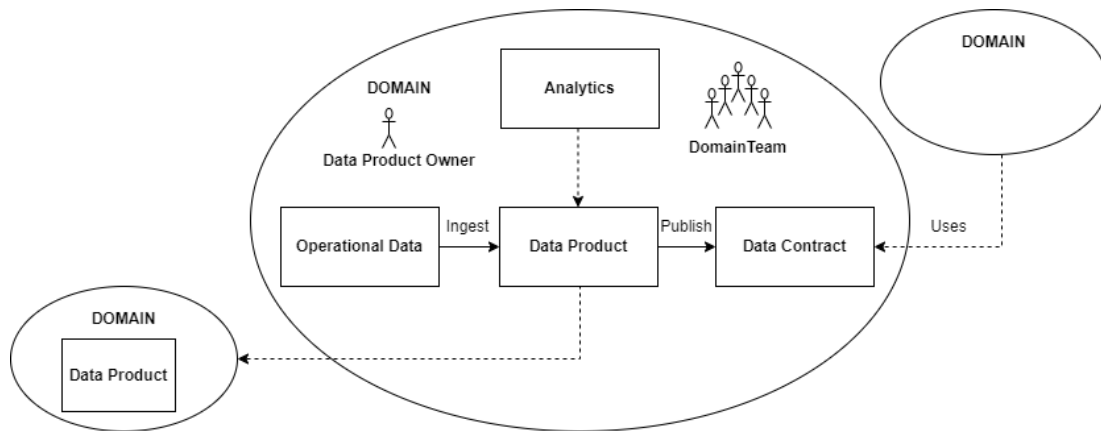 DOMAIN
Analytics
DOMAIN
Data Product Owner
DomainTeam
Operational Data
Ingest
Data Product
Publish
Data Contract
Uses
DOMAIN
Data Product